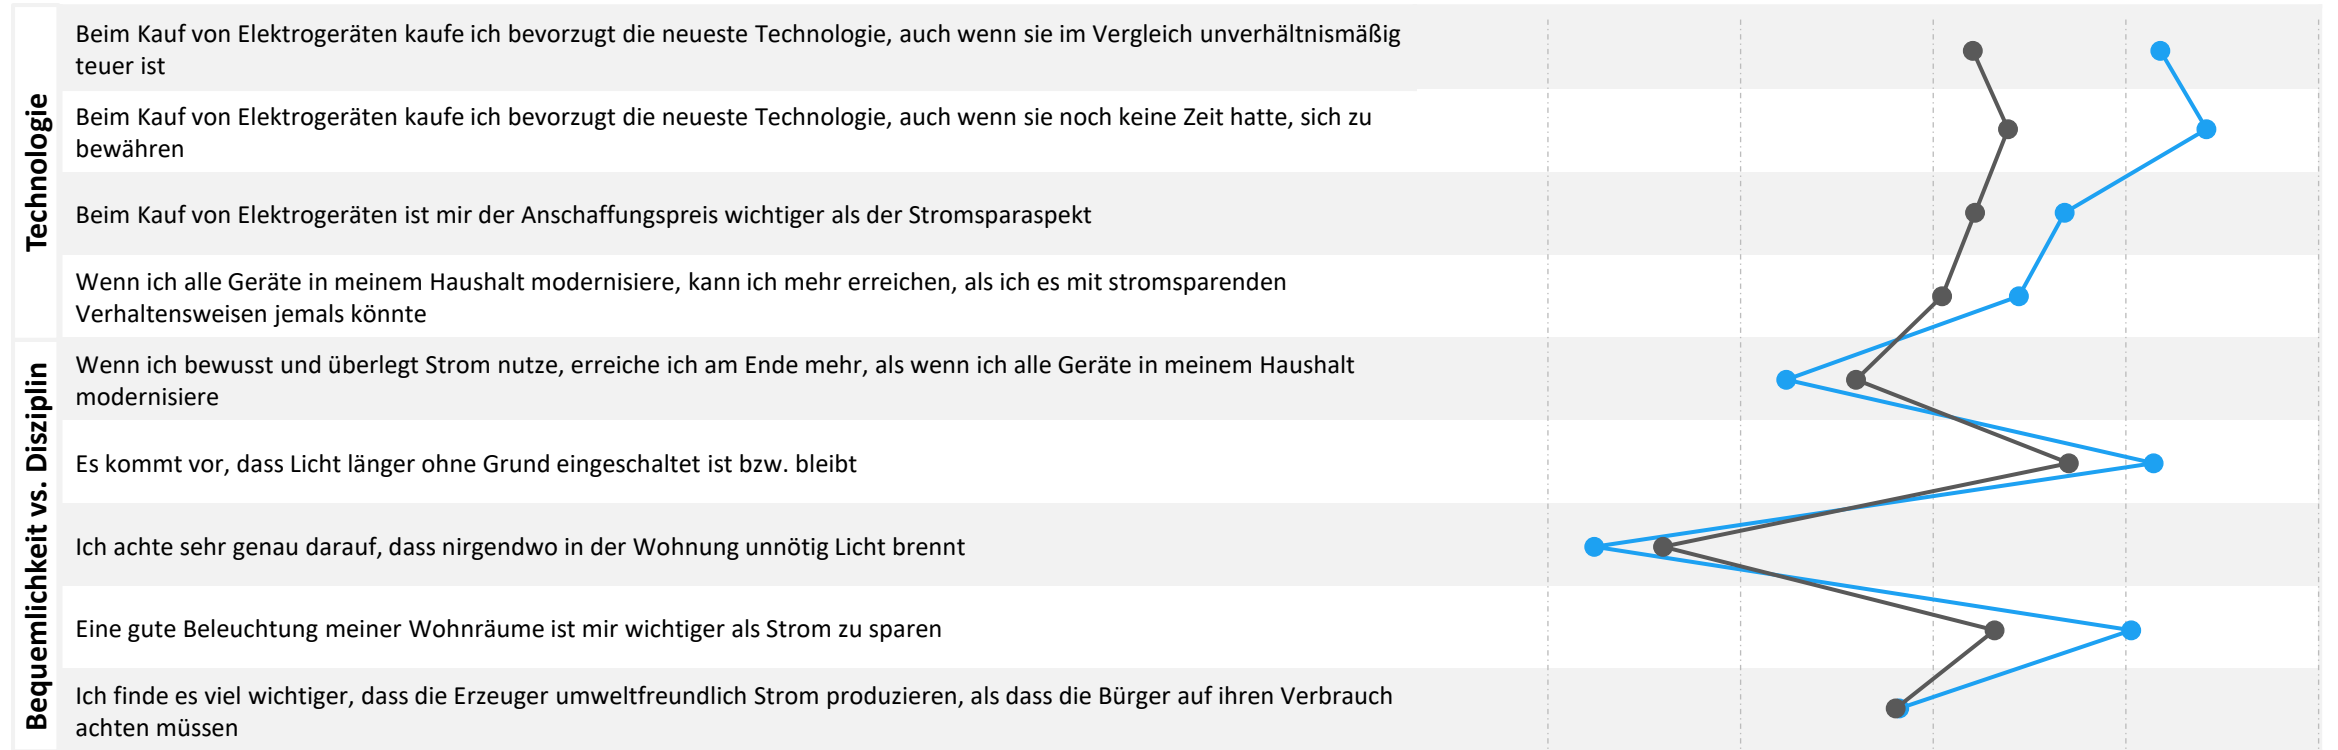 Technologie
Beim Kauf von Elektrogeräten kaufe ich bevorzugt die neueste Technologie, auch wenn sie im Vergleich unverhältnismäßig
teuer ist
Beim Kauf von Elektrogeräten kaufe ich bevorzugt die neueste Technologie, auch wenn sie noch keine Zeit hatte, sich zu
bewähren
Beim Kauf von Elektrogeräten ist mir der Anschaffungspreis wichtiger als der Stromsparaspekt
Wenn ich alle Geräte in meinem Haushalt modernisiere, kann ich mehr erreichen, als ich es mit stromsparenden
Verhaltensweisen jemals könnte
Bequemlichkeit vs. Disziplin
Wenn ich bewusst und überlegt Strom nutze, erreiche ich am Ende mehr, als wenn ich alle Geräte in meinem Haushalt
modernisiere
Es kommt vor, dass Licht länger ohne Grund eingeschaltet ist bzw. bleibt
Ich achte sehr genau darauf, dass nirgendwo in der Wohnung unnötig Licht brennt
Eine gute Beleuchtung meiner Wohnräume ist mir wichtiger als Strom zu sparen
Ich finde es viel wichtiger, dass die Erzeuger umweltfreundlich Strom produzieren, als dass die Bürger auf ihren Verbrauch
achten müssen